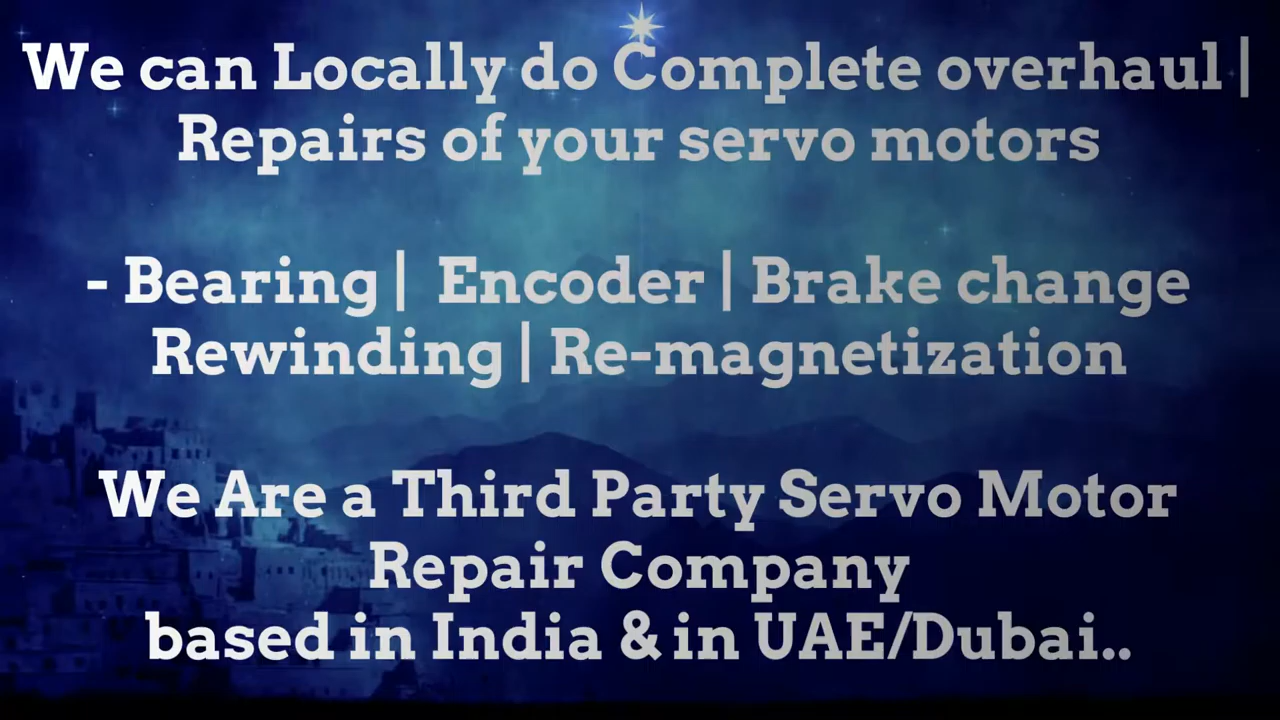 We can Locally do Complete overhaul |
Repairs of your servo motors
- Bearing | Encoder | Brake change
Rewinding | Re-magnetization
We Are a Third Party Servo Motor
Repair Company
based in India & in UAE/Dubai..